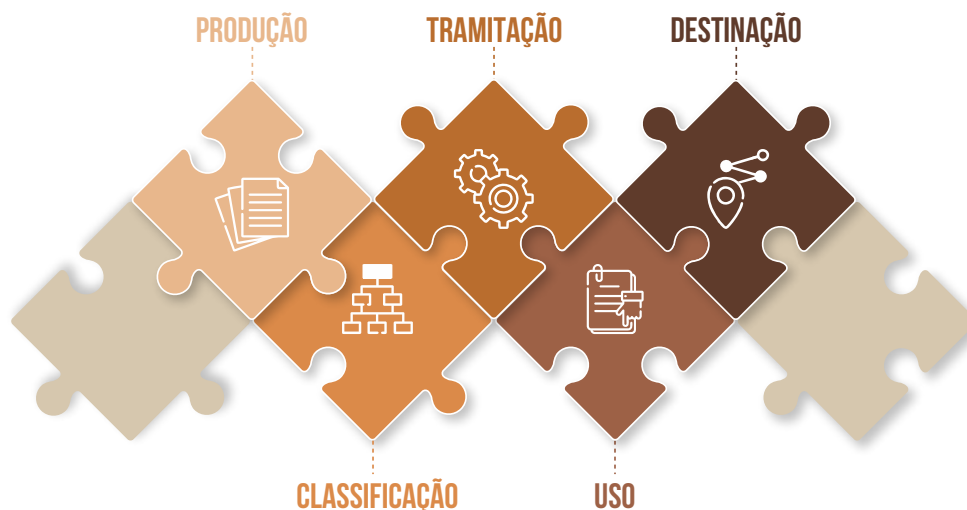 PRODUÇÃO
TRAMITAÇÃO
DESTINAÇÃO
CLASSIFICAÇÃO
USO